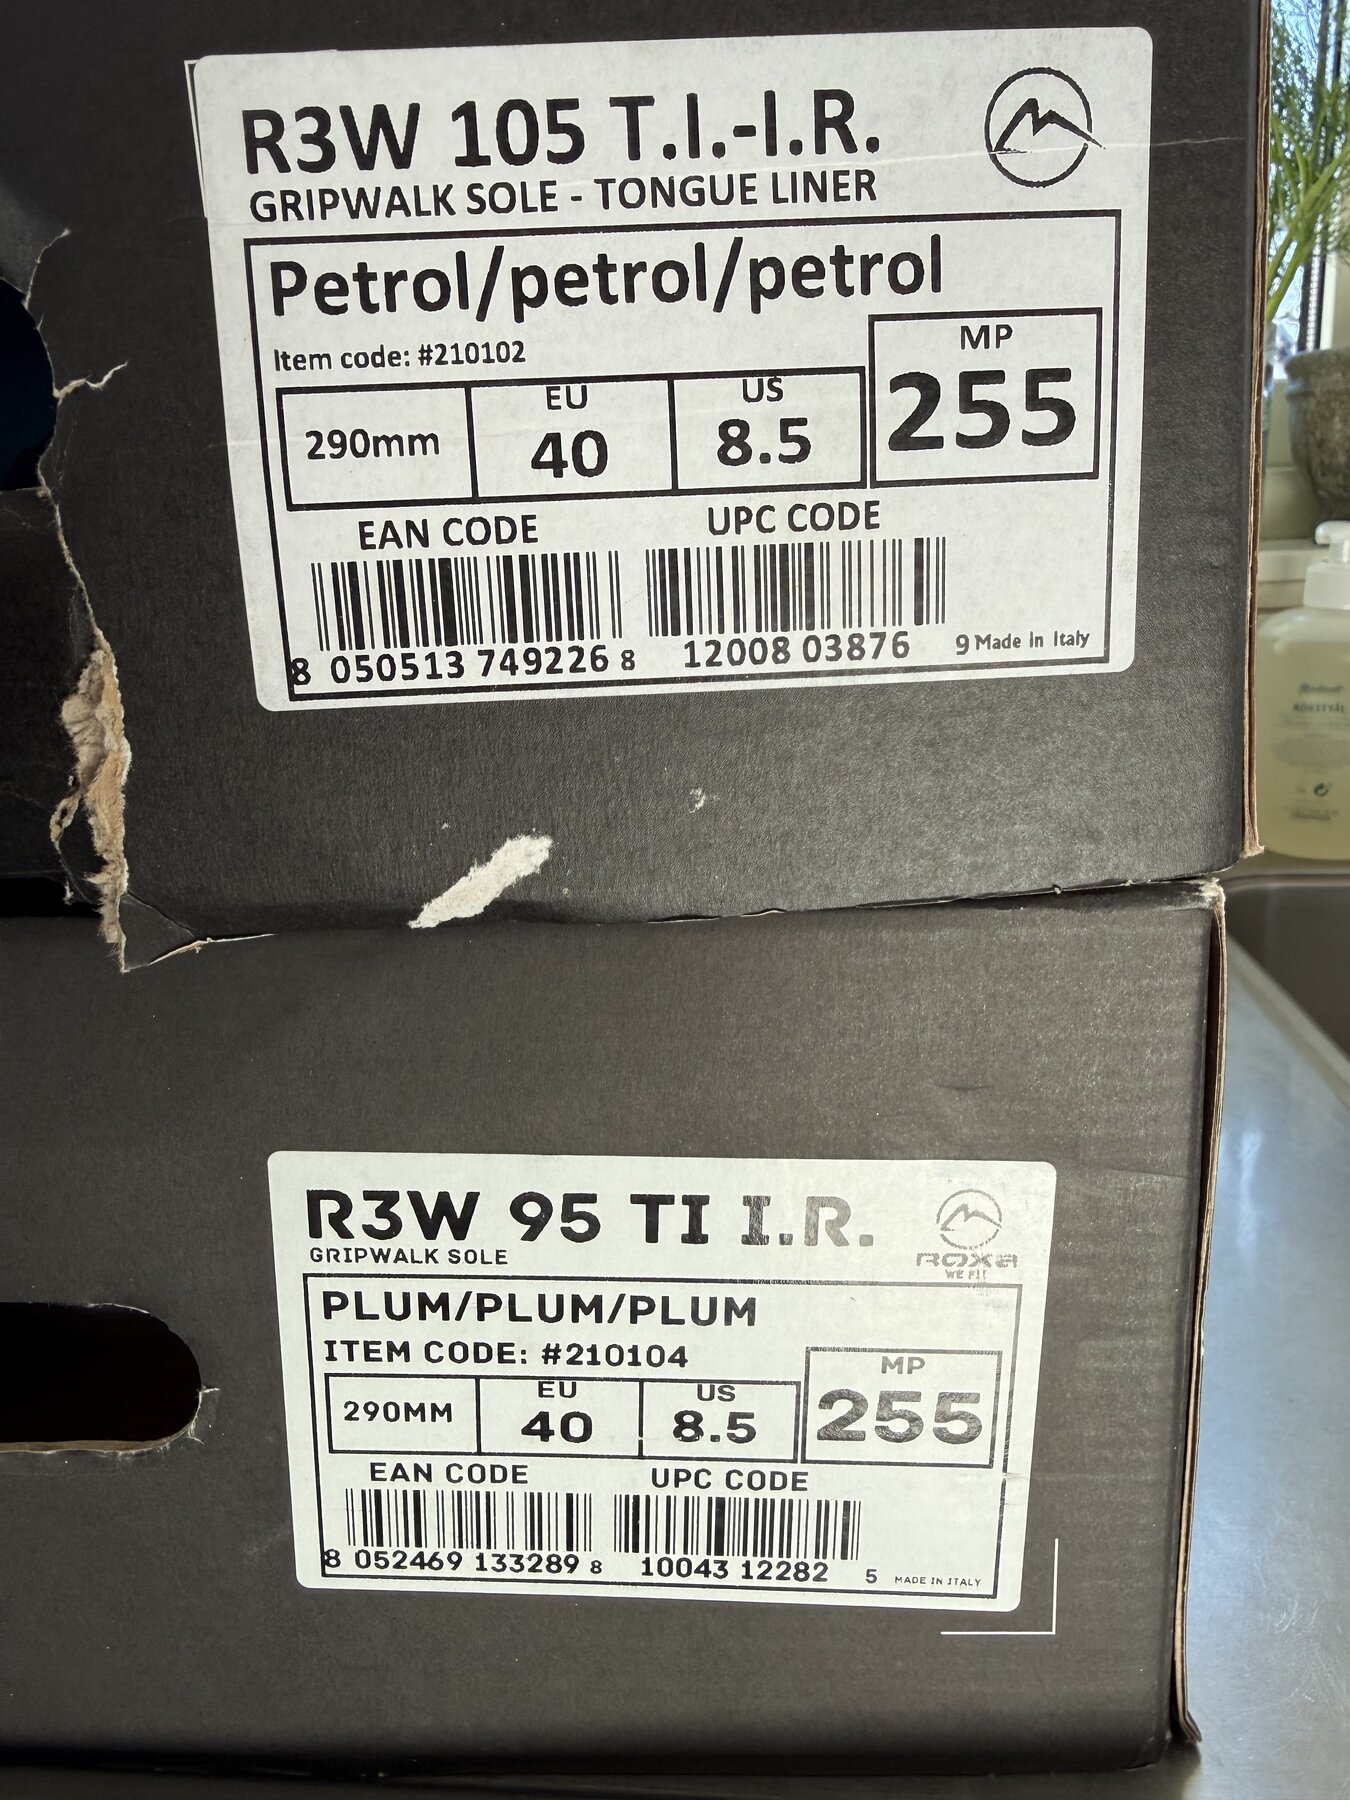 R3W 105 T.I.-I.R.
GRIPWALK SOLE - TONGUE LINER
Petrol/petrol/petrol
Item code: #210102
290mm
EU
40
US
8.5
MP
255
EAN CODE
UPC CODE
8 050513 749226 8 12008 03876 9 Made in Italy
R3W 95 TI I.R.
GRIPWALK SOLE
ROXA
WE FIT
PLUM/PLUM/PLUM
ITEM CODE: #210104
290MM
EU
40
US
8.5
MP
255
EAN CODE
UPC CODE
8 052469 133289 8 10043 12282 5 MADE IN ITALY